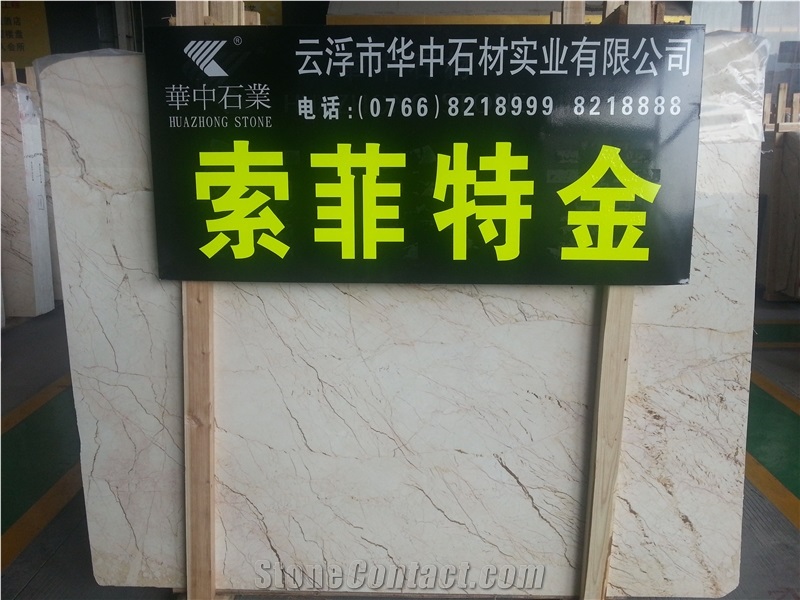 ®
華中石業
HUAZHONG STONE
云浮市华中石材实业有限公司
电话:(0766)8218999 8218888
索菲特金
StoneContact.com